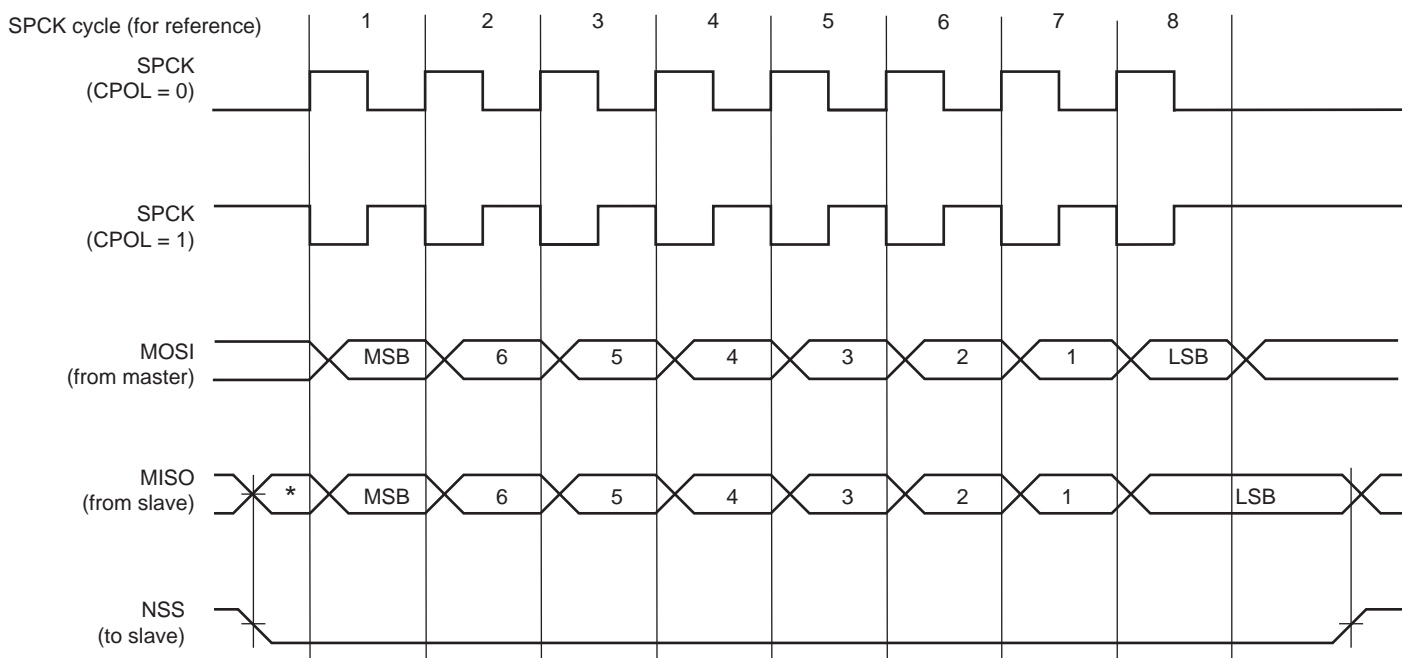 SPCK cycle (for reference) 1 2 3 4 5 6 7 8
SPCK
(CPOL = 0)
SPCK
(CPOL = 1)
MOSI
(from master)
MSB 6 5 4 3 2 1 LSB
MISO
(from slave)
* MSB 6 5 4 3 2 1 LSB
NSS
(to slave)